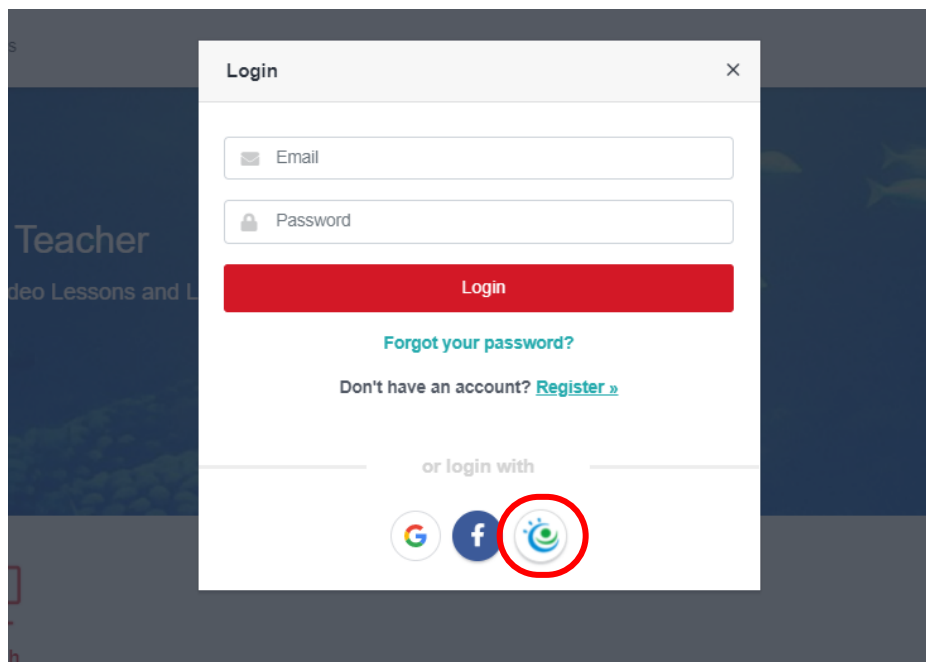 s
Login
Email
Password
Teacher
deo Lessons and L
Login
Forgot your password?
Don't have an account? Register »
or login with
G f
h